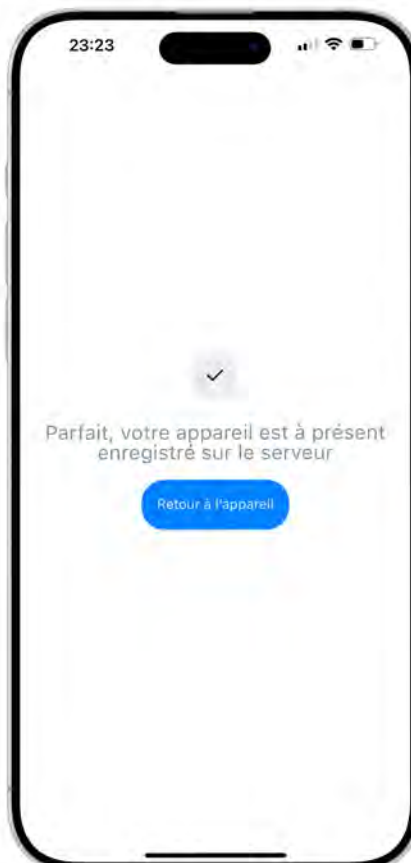 23:23
Parfait, votre appareil est à présent
enregistré sur le serveur
Retour à l'appareil